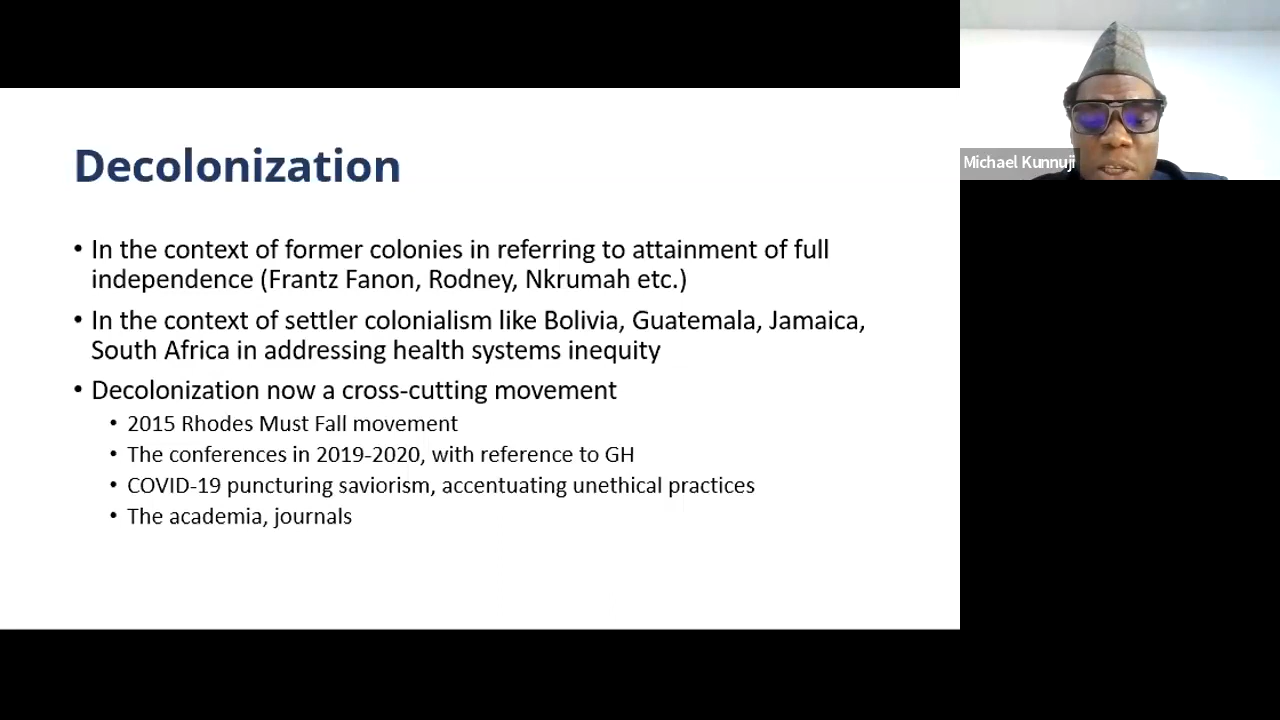 Decolonization
• In the context of former colonies in referring to attainment of full
independence (Frantz Fanon, Rodney, Nkrumah etc.)
• In the context of settler colonialism like Bolivia, Guatemala, Jamaica,
South Africa in addressing health systems inequity
• Decolonization now a cross-cutting movement
• 2015 Rhodes Must Fall movement
• The conferences in 2019-2020, with reference to GH
• COVID-19 puncturing saviorism, accentuating unethical practices
• The academia, journals
Michael Kunnuji